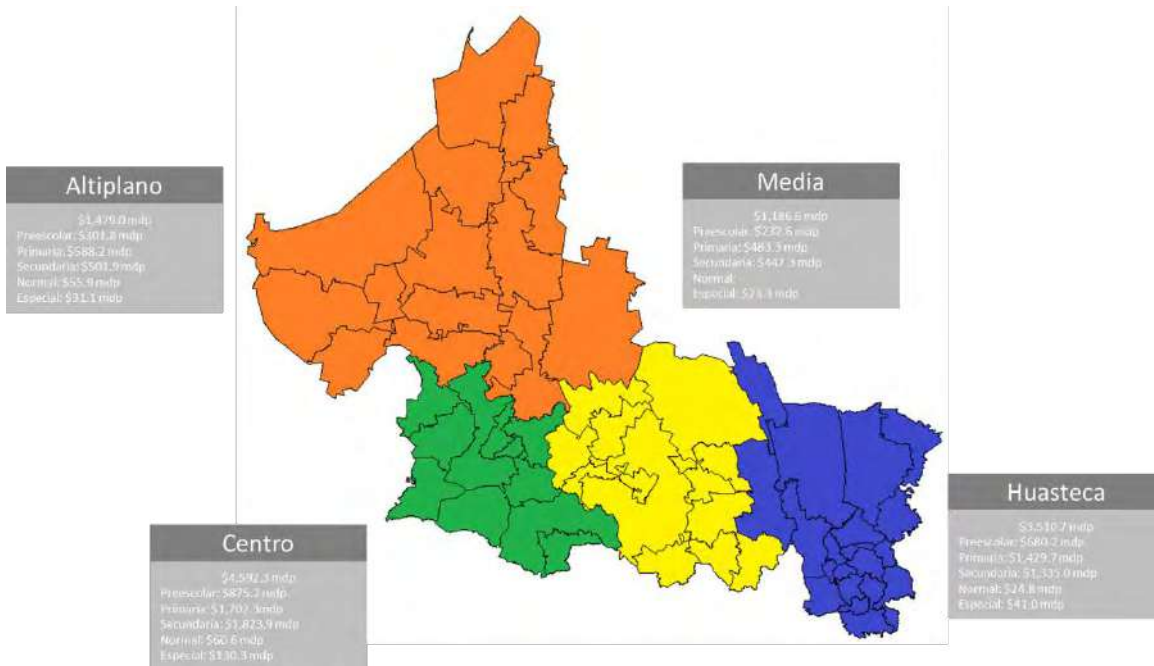 Altiplano
$1,479.0 mdp
Preescolar: $301.8 mdp
Primaria: $588.2 mdp
Secundaria: $501.9 mdp
Normal: $55.9 mdp
Especial: $31.1 mdp
Media
$1,186.6 mdp
Preescolar: $232.6 mdp
Primaria: $483.3 mdp
Secundaria: $447.3 mdp
Normal
Especial: $23.3 mdp
Centro
$4,592.3 mdp
Preescolar: $875.2 mdp
Primaria: $1,702.3mdp
Secundaria: $1,823.9 mdp
Normal: $60.6 mdp
Especial: $130.3 mdp
Huasteca
$3,510.7 mdp
Preescolar: $680.2 mdp
Primaria: $1,429.7 mdp
Secundaria: $1,335.0 mdp
Normal: $24.8 mdp
Especial: $41.0 mdp